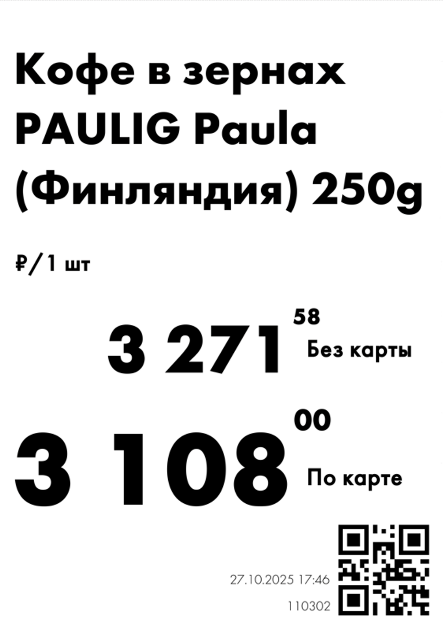 Кофе в зернах
PAULIG Paula
(Финляндия) 250g
₽/1 шт
3 271 58 Без карты
3 108 00 По карте
27.10.2025 17:46
110302